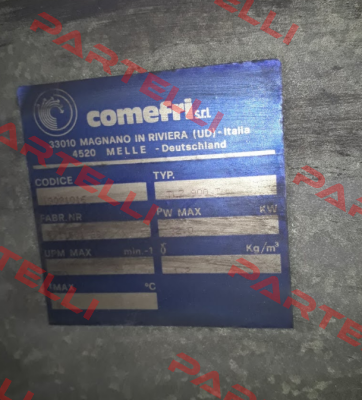 comefri srl
33010 MAGNANO IN RIVIERA (UD) - Italia
4520 MELLE - Deutschland
CODICE TYP.
FABR. NR PW MAX KW
UPM MAX min.-1 γ Kg/m³
MAX °C
PARTELLI
PARTELLI
PARTELLI
PARTELLI
PARTELLI